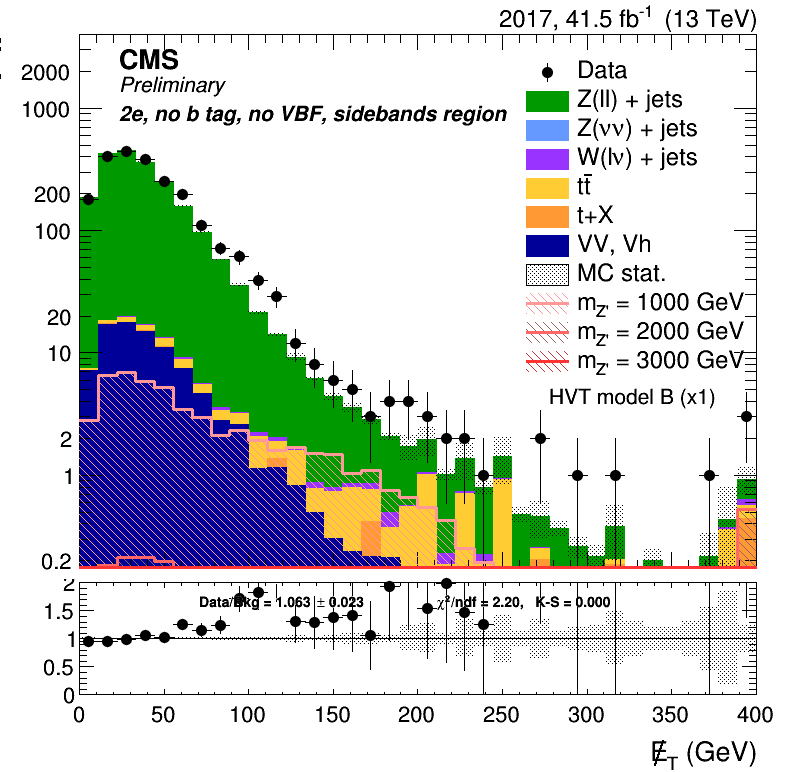 2017, 41.5 fb⁻¹ (13 TeV)
CMS
Preliminary
2e, no b tag, no VBF, sidebands region
Data
Z(ll) + jets
Z(νν) + jets
W(lν) + jets
tt̄
t+X
VV, Vh
MC stat.
m_Z' = 1000 GeV
m_Z' = 2000 GeV
m_Z' = 3000 GeV
HVT model B (x1)
2000
1000
200
100
20
10
2
1
0.2
Data/Bkg = 1.063 ± 0.023 χ²/ndf = 2.20, K-S = 0.000
2
1.5
1
0.5
0
0 50 100 150 200 250 300 350 400
E̸_T (GeV)